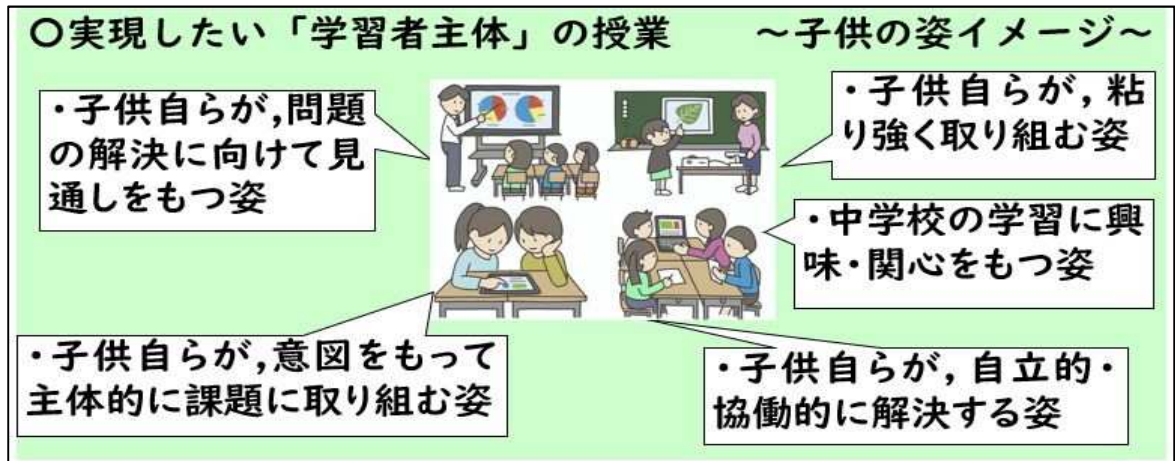 〇実現したい「学習者主体」の授業　　～子供の姿イメージ～
・子供自らが,問題
の解決に向けて見
通しをもつ姿
・子供自らが,粘
り強く取り組む姿
・中学校の学習に興
味・関心をもつ姿
・子供自らが,意図をもって
主体的に課題に取り組む姿
・子供自らが,自立的・
協働的に解決する姿